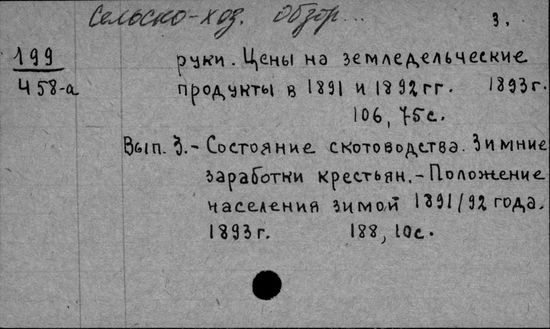 Сельско-хоз. Обзор... 3.
199
458-а
руки. Цены на земледельческие
продукты в 1891 и 1892 гг. 1893 г.
106, 75 с.
Вып. 3.- Состояние скотоводства. Зимние
заработки крестьян.- Положение
населения зимой 1891/92 года.
1893 г. 188, 10 с.